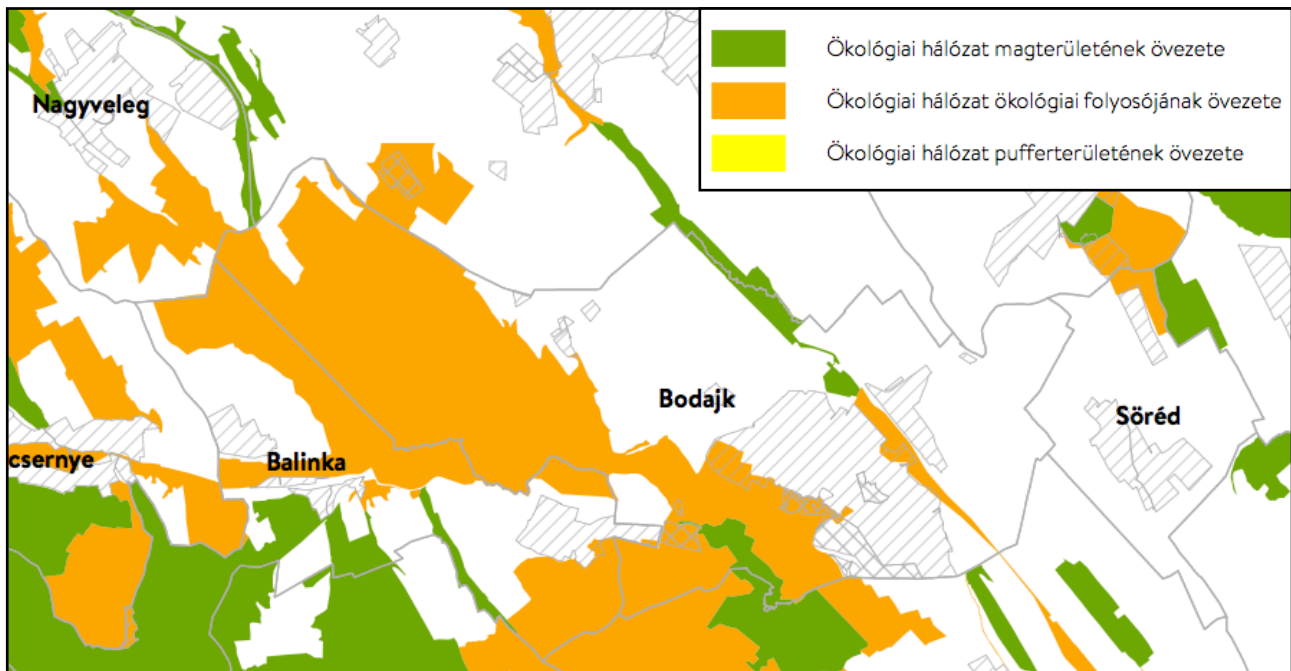 Ökológiai hálózat magterületének övezete
Ökológiai hálózat ökológiai folyosójának övezete
Ökológiai hálózat pufferterületének övezete
Nagyveleg
Bodajk
Söréd
csernye
Balinka